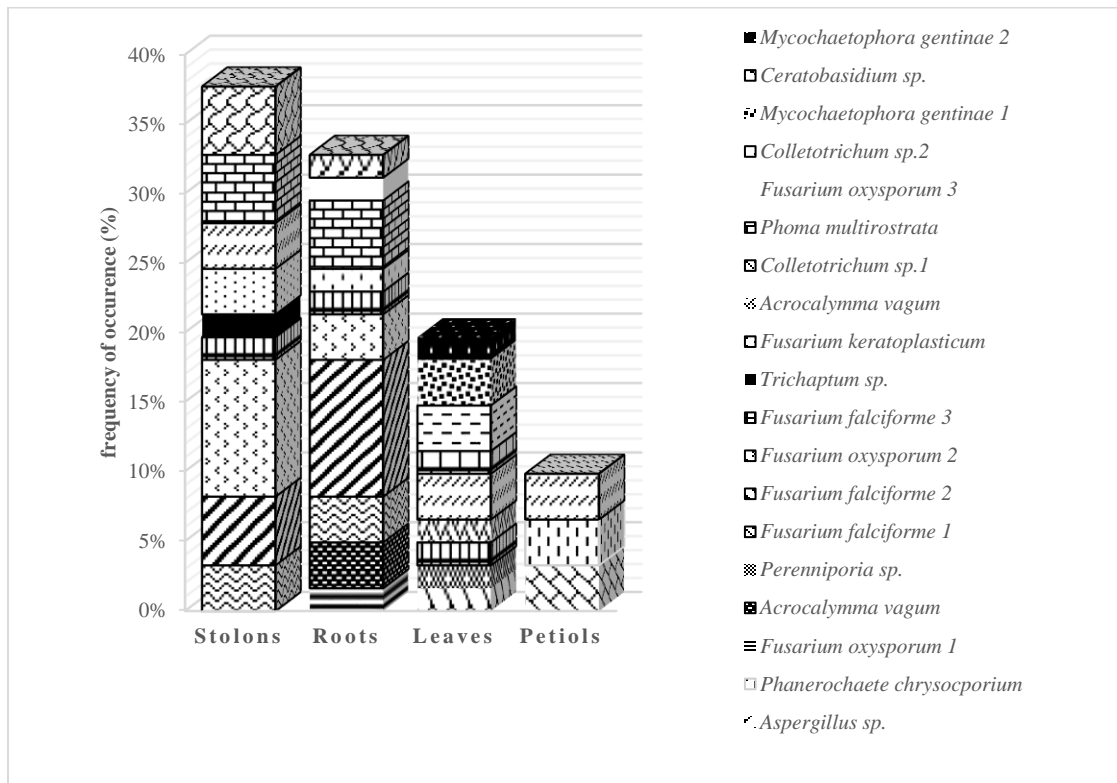 40%
35%
30%
25%
20%
15%
10%
5%
0%
frequency of occurence (%)
Stolons Roots Leaves Petiols
Mycochaetophora gentinae 2
Ceratobasidium sp.
Mycochaetophora gentinae 1
Colletotrichum sp.2
Fusarium oxysporum 3
Phoma multirostrata
Colletotrichum sp.1
Acrocalymma vagum
Fusarium keratoplasticum
Trichaptum sp.
Fusarium falciforme 3
Fusarium oxysporum 2
Fusarium falciforme 2
Fusarium falciforme 1
Perenniporia sp.
Acrocalymma vagum
Fusarium oxysporum 1
Phanerochaete chrysocporium
Aspergillus sp.